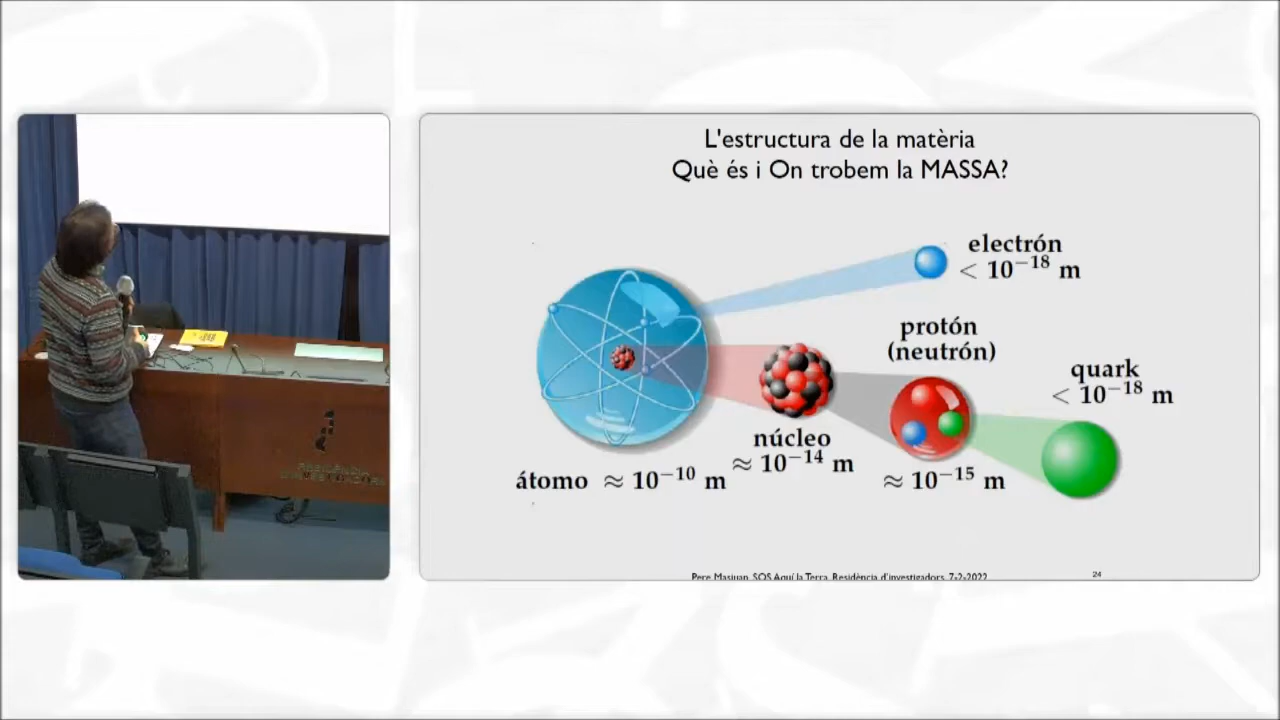 L'estructura de la matèria
Què és i On trobem la MASSA?
electrón
< 10⁻¹⁸ m
protón
(neutrón)
quark
< 10⁻¹⁸ m
núcleo
≈ 10⁻¹⁴ m
átomo ≈ 10⁻¹⁰ m
≈ 10⁻¹⁵ m
Pere Masjuan, SOS Aquí la Terra, Residència d'investigadors, 7-2-2022
24
RESIDÈNCIA
D'INVESTIGADORS